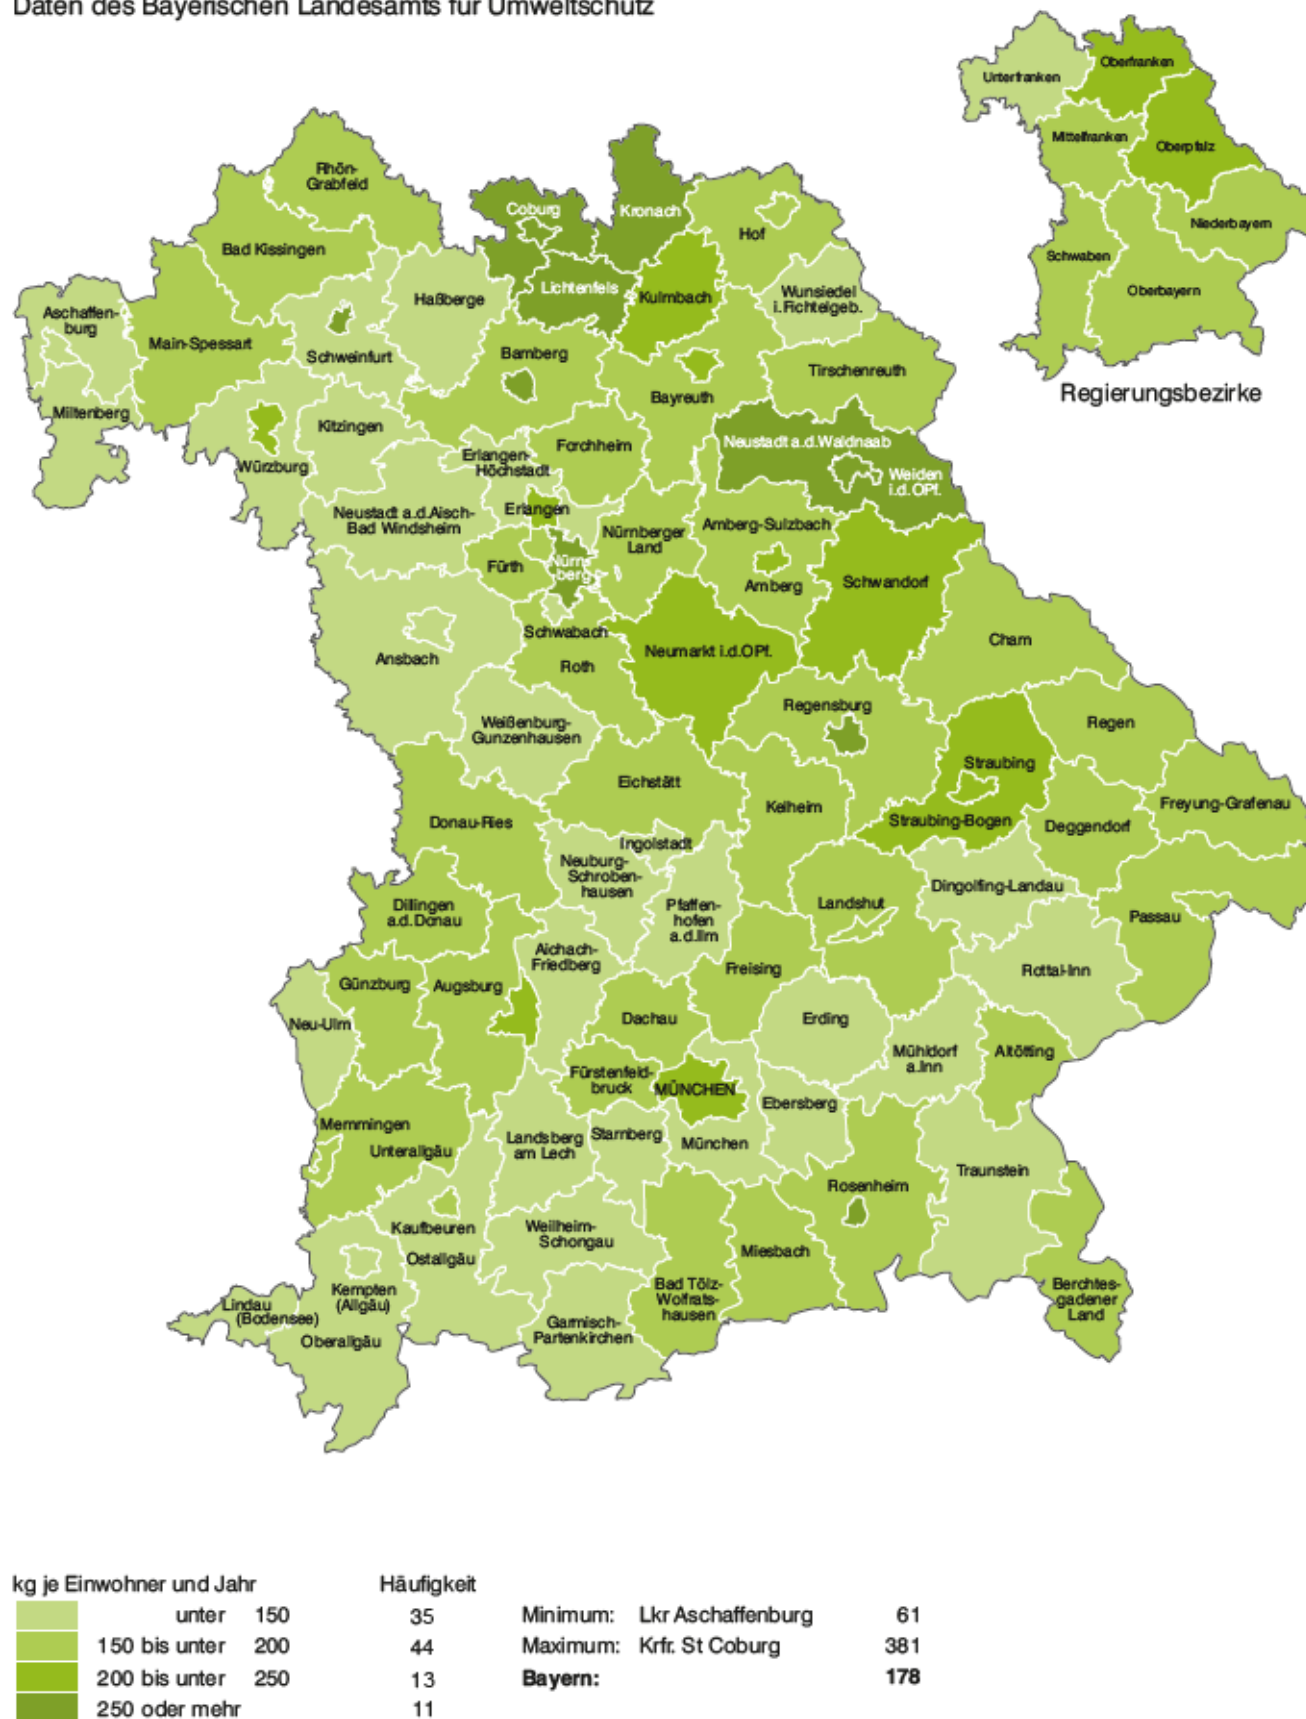 Daten des Bayerischen Landesamts für Umweltschutz
Unterfranken
Oberfranken
Mittelfranken
Oberpfalz
Niederbayern
Schwaben
Oberbayern
Regierungsbezirke
Rhön-
Grabfeld
Coburg
Kronach
Hof
Bad Kissingen
Lichtenfels
Kulmbach
Wunsiedel
i.Fichtelgeb.
Haßberge
Aschaffen-
burg
Main-Spessart
Schweinfurt
Bamberg
Bayreuth
Tirschenreuth
Miltenberg
Kitzingen
Würzburg
Forchheim
Erlangen-
Höchstadt
Neustadt a.d.Waldnaab
Weiden
i.d.OPf.
Neustadt a.d.Aisch-
Bad Windsheim
Erlangen
Nürnberger
Land
Amberg-Sulzbach
Fürth
Nürn-
berg
Amberg
Schwandorf
Cham
Ansbach
Schwabach
Roth
Neumarkt i.d.OPf.
Regensburg
Regen
Weißenburg-
Gunzenhausen
Eichstätt
Kelheim
Straubing
Straubing-Bogen
Freyung-Grafenau
Deggendorf
Donau-Ries
Ingolstadt
Neuburg-
Schroben-
hausen
Dingolfing-Landau
Dillingen
a.d.Donau
Pfaffen-
hofen
a.d.Ilm
Landshut
Passau
Aichach-
Friedberg
Freising
Rottal-Inn
Günzburg
Augsburg
Neu-Ulm
Dachau
Erding
Mühldorf
a.Inn
Altötting
Fürstenfeld-
bruck
MÜNCHEN
Ebersberg
Memmingen
Unterallgäu
Landsberg
am Lech
Starnberg
München
Traunstein
Rosenheim
Kaufbeuren
Ostallgäu
Weilheim-
Schongau
Miesbach
Bad Tölz-
Wolfrats-
hausen
Berchtes-
gadener
Land
Kempten
(Allgäu)
Lindau
(Bodensee)
Oberallgäu
Garmisch-
Partenkirchen
kg je Einwohner und Jahr Häufigkeit
unter 150 35 Minimum: Lkr Aschaffenburg 61
150 bis unter 200 44 Maximum: Krfr. St Coburg 381
200 bis unter 250 13 Bayern: 178
250 oder mehr 11